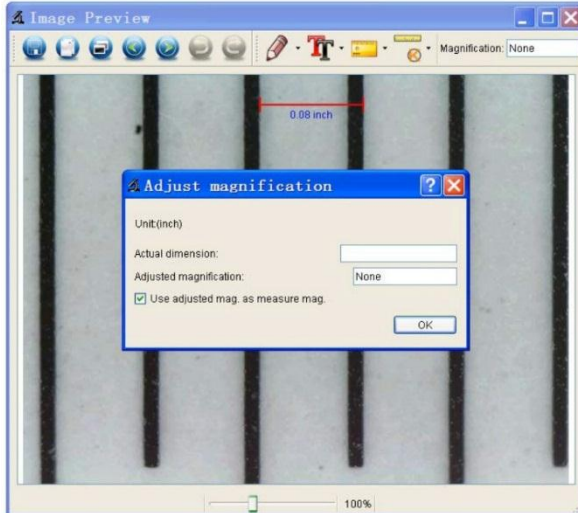 Image Preview
Magnification: None
0.08 inch
Adjust magnification
Unit:(inch)
Actual dimension:
Adjusted magnification: None
Use adjusted mag. as measure mag.
OK
100%